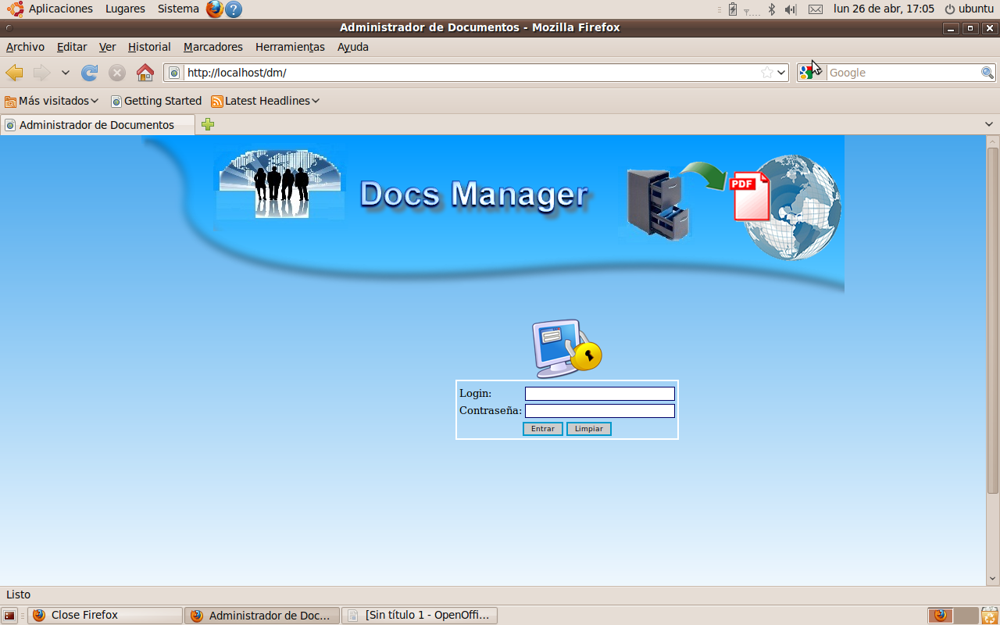 Aplicaciones Lugares Sistema lun 26 de abr, 17:05 ubuntu
Administrador de Documentos - Mozilla Firefox
Archivo Editar Ver Historial Marcadores Herramientas Ayuda
http://localhost/dm/ Google
Más visitados Getting Started Latest Headlines
Administrador de Documentos
Docs Manager
PDF
Login:
Contraseña:
Entrar Limpiar
Listo
Close Firefox Administrador de Doc... [Sin título 1 - OpenOffi...